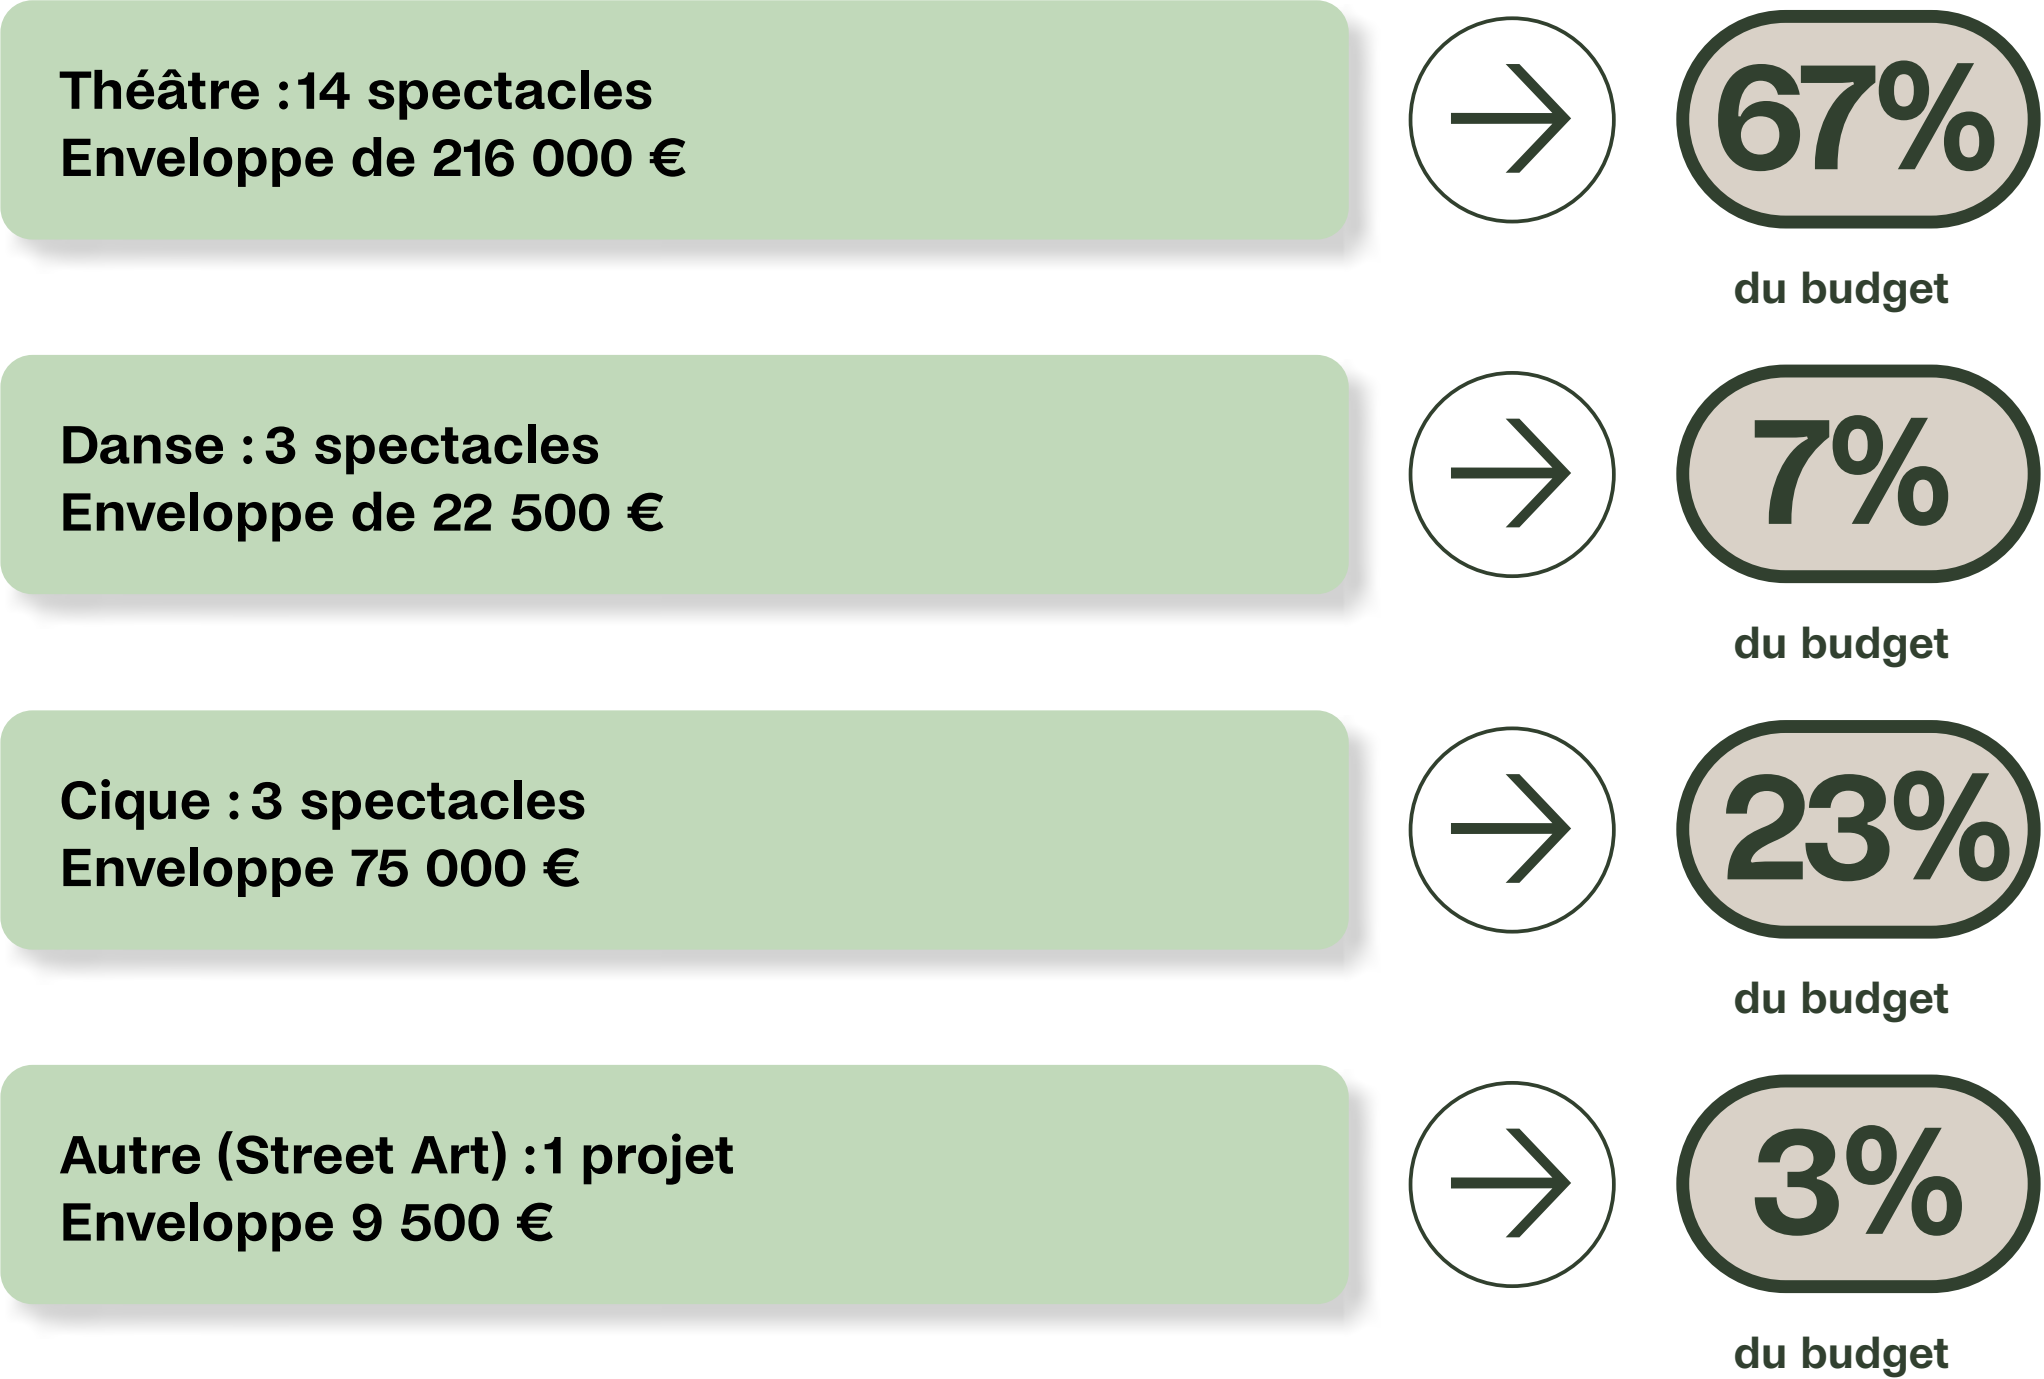 Théâtre : 14 spectacles
Enveloppe de 216 000 €
67%
du budget
Danse : 3 spectacles
Enveloppe de 22 500 €
7%
du budget
Cique : 3 spectacles
Enveloppe 75 000 €
23%
du budget
Autre (Street Art) : 1 projet
Enveloppe 9 500 €
3%
du budget